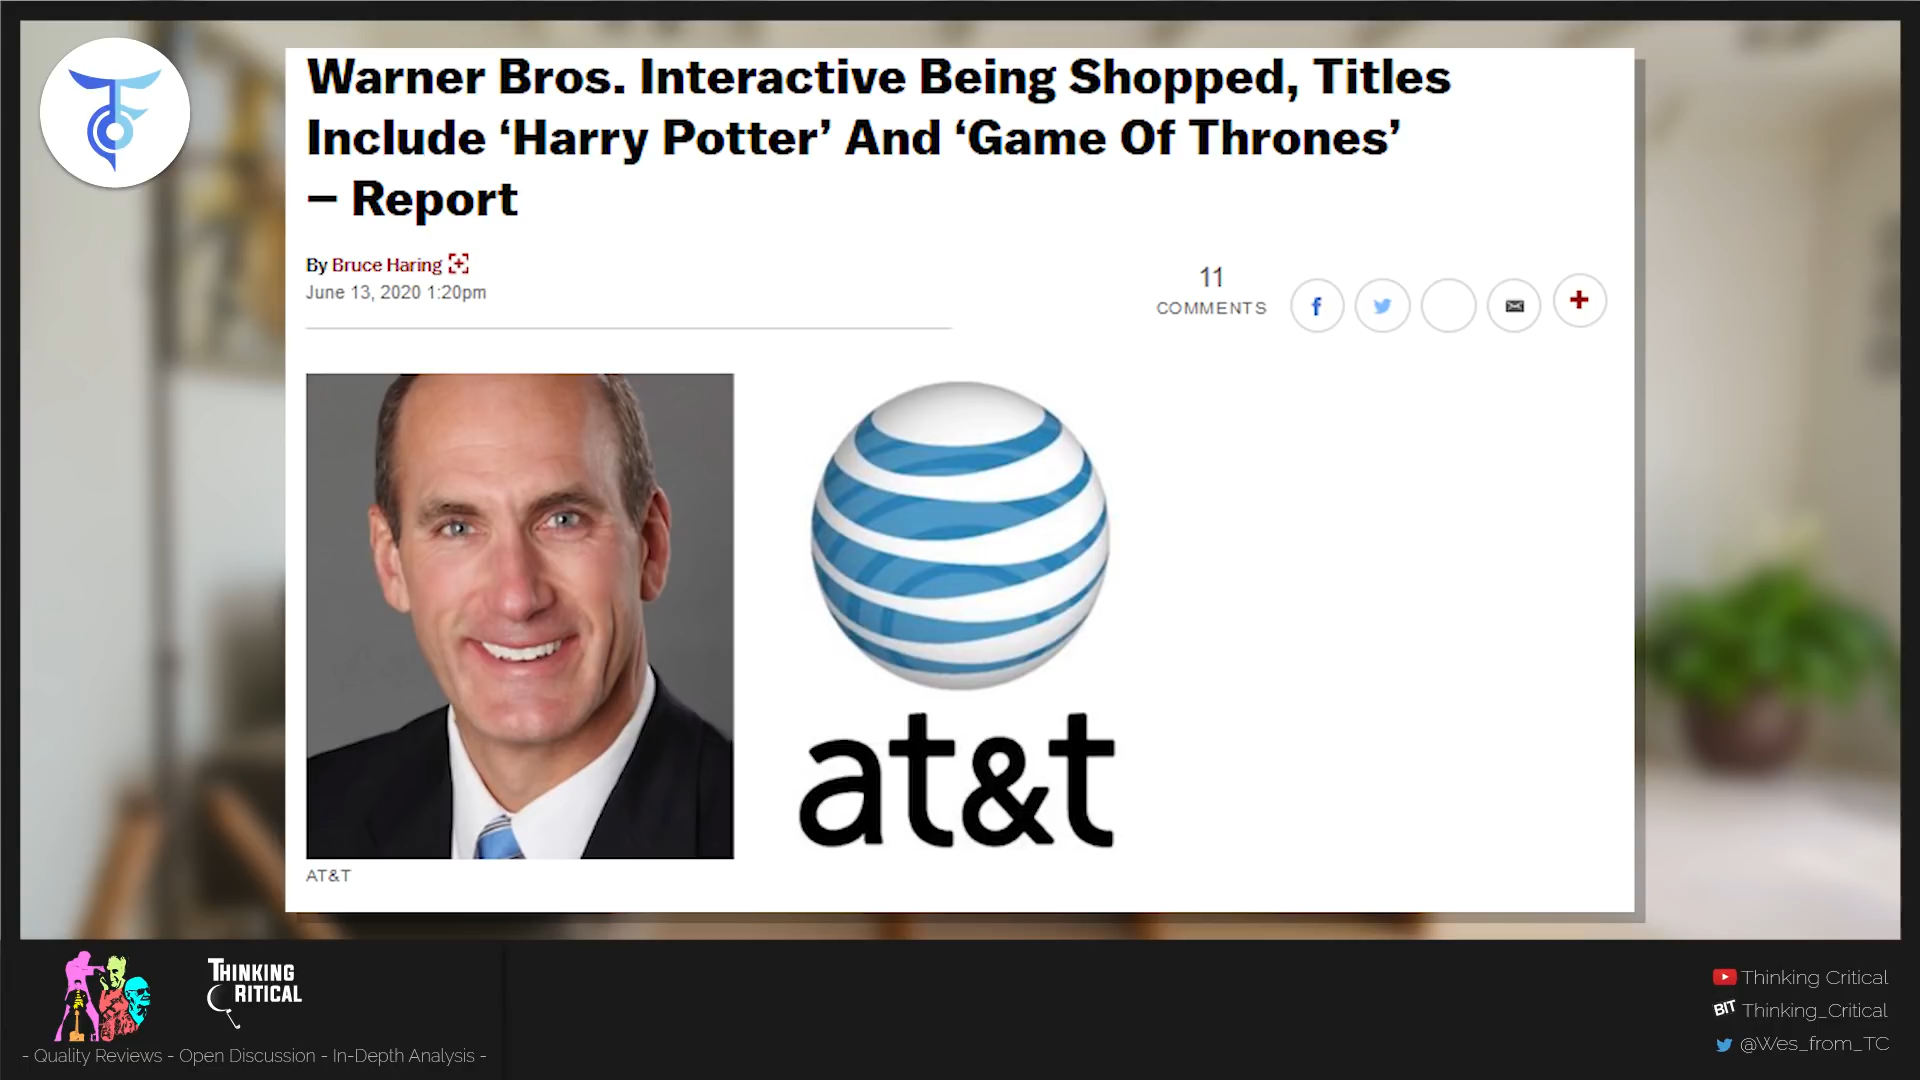 Warner Bros. Interactive Being Shopped, Titles
Include ‘Harry Potter’ And ‘Game Of Thrones’
– Report
By Bruce Haring
June 13, 2020 1:20pm
11
COMMENTS
at&t
AT&T
THINKING
CRITICAL
- Quality Reviews - Open Discussion - In-Depth Analysis -
Thinking Critical
BIT Thinking_Critical
@Wes_from_TC